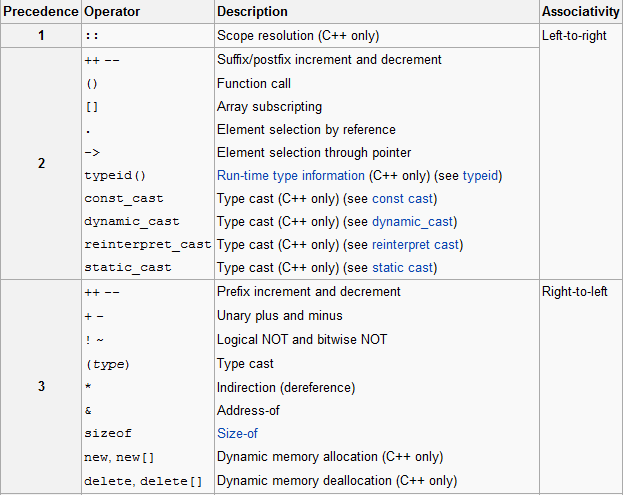 Precedence Operator Description Associativity
1 :: Scope resolution (C++ only) Left-to-right
++ -- Suffix/postfix increment and decrement
() Function call
[] Array subscripting
. Element selection by reference
-> Element selection through pointer
2 typeid() Run-time type information (C++ only) (see typeid)
const_cast Type cast (C++ only) (see const cast)
dynamic_cast Type cast (C++ only) (see dynamic_cast)
reinterpret_cast Type cast (C++ only) (see reinterpret cast)
static_cast Type cast (C++ only) (see static cast)
++ -- Prefix increment and decrement Right-to-left
+ - Unary plus and minus
! ~ Logical NOT and bitwise NOT
(type) Type cast
3 * Indirection (dereference)
& Address-of
sizeof Size-of
new, new[] Dynamic memory allocation (C++ only)
delete, delete[] Dynamic memory deallocation (C++ only)